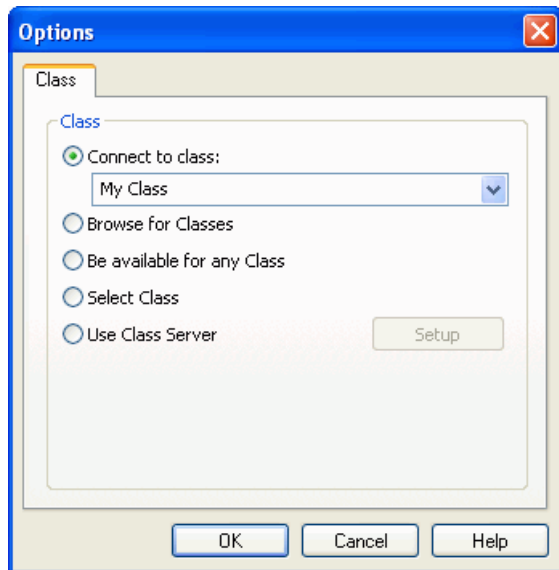 Options
Class
Class
Connect to class:
My Class
Browse for Classes
Be available for any Class
Select Class
Use Class Server Setup
OK Cancel Help